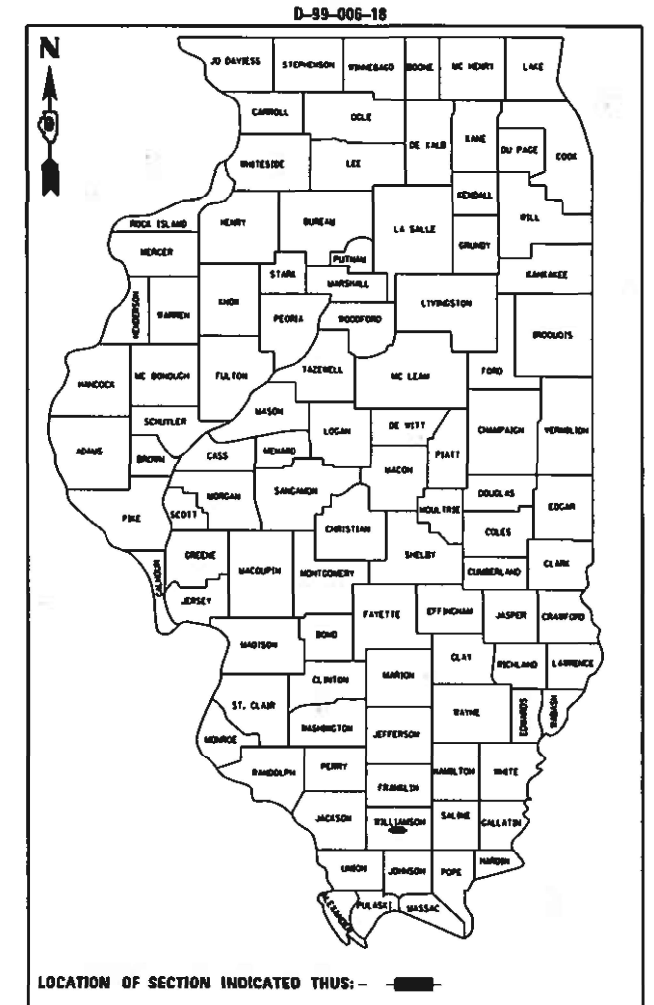 D-99-006-18
N
JO DAVIESS STEPHENSON WINNEBAGO BOONE MC HENRY LAKE
CARROLL OGLE
DE KALB KANE DU PAGE COOK
WHITESIDE LEE
KENDALL
ROCK ISLAND HENRY BUREAU LA SALLE WILL
MERCER PUTNAM GRUNDY
STARK MARSHALL KANKAKEE
HENDERSON WARREN KNOX PEORIA WOODFORD LIVINGSTON
IROQUOIS
HANCOCK MC DONOUGH FULTON TAZEWELL MC LEAN FORD
MASON
SCHUYLER LOGAN DE WITT CHAMPAIGN VERMILION
ADAMS BROWN CASS MENARD MACON PIATT
PIKE SCOTT MORGAN SANGAMON CHRISTIAN MOULTRIE DOUGLAS EDGAR
COLES
CALHOUN GREENE MACOUPIN MONTGOMERY SHELBY CUMBERLAND CLARK
JERSEY FAYETTE EFFINGHAM JASPER CRAWFORD
MADISON BOND
CLAY RICHLAND LAWRENCE
CLINTON MARION
ST. CLAIR WAYNE EDWARDS WABASH
WASHINGTON
MONROE JEFFERSON
RANDOLPH PERRY HAMILTON WHITE
FRANKLIN
JACKSON WILLIAMSON SALINE GALLATIN
UNION JOHNSON POPE HARDIN
ALEXANDER PULASKI MASSAC
LOCATION OF SECTION INDICATED THUS: -